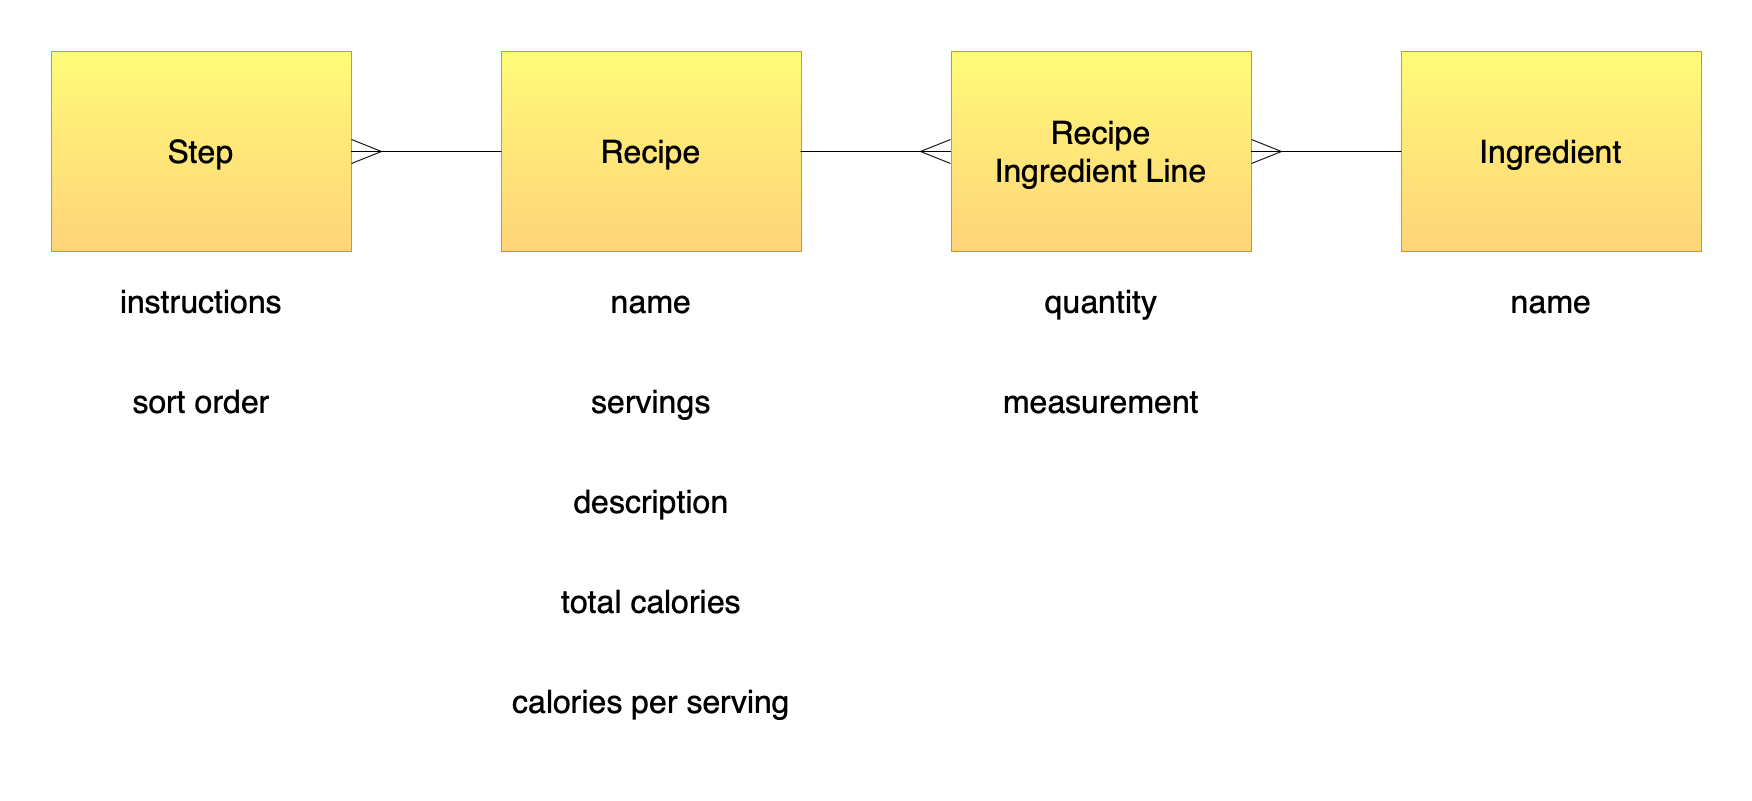 Step
Recipe
Recipe
Ingredient Line
Ingredient
instructions
name
quantity
name
sort order
servings
measurement
description
total calories
calories per serving